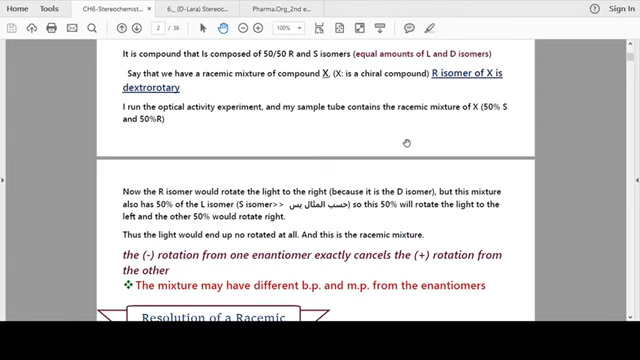 CH6-Stereochemist...
6._ (D-Lara) Stereoc...
Pharma.Org_2nd e...
Sign In
2 / 36
100%
It is compound that Is composed of 50/50 R and S isomers (equal amounts of L and D isomers)
Say that we have a racemic mixture of compound X, (X: is a chiral compound) R isomer of X is
dextrorotary
I run the optical activity experiment, and my sample tube contains the racemic mixture of X (50% S
and 50%R)
Now the R isomer would rotate the light to the right (because it is the D isomer), but this mixture
also has 50% of the L isomer (S isomer>> حسب المثال بس) so this 50% will rotate the light to the
left and the other 50% would rotate right.
Thus the light would end up no rotated at all. And this is the racemic mixture.
the (-) rotation from one enantiomer exactly cancels the (+) rotation from
the other
❖ The mixture may have different b.p. and m.p. from the enantiomers
Resolution of a Racemic